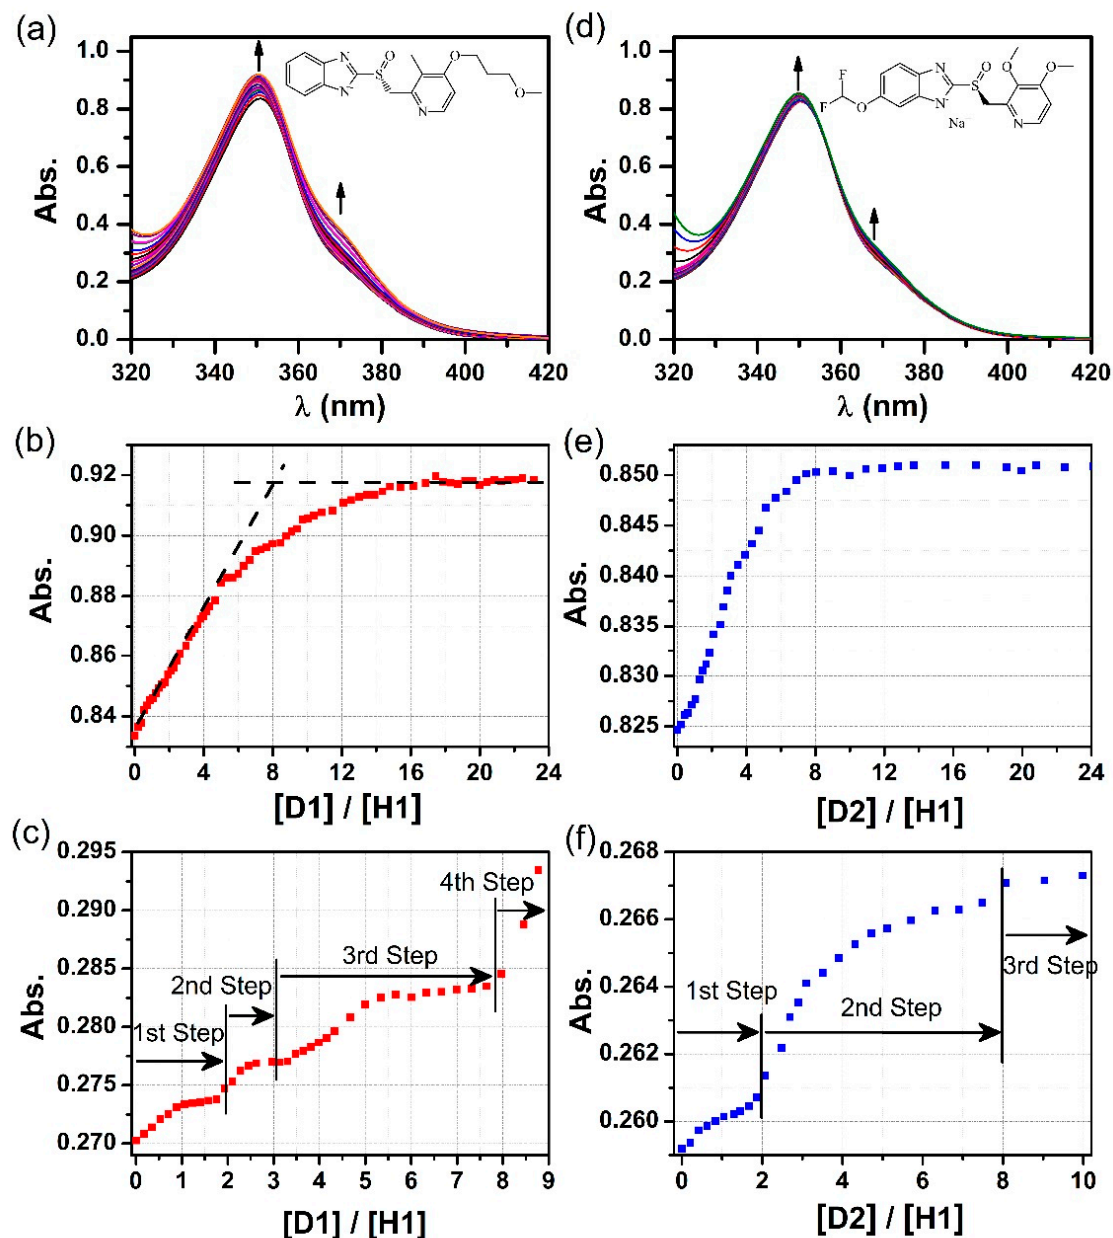 (a)
1.0
0.8
0.6
0.4
0.2
0.0
Abs.
320 340 360 380 400 420
λ (nm)
N
N
S
O
O
N
O
(d)
1.0
0.8
0.6
0.4
0.2
0.0
Abs.
320 340 360 380 400 420
λ (nm)
F
F
O
N
N
Na
S
O
O
O
N
(b)
0.92
0.90
0.88
0.86
0.84
Abs.
0 4 8 12 16 20 24
[D1] / [H1]
(e)
0.850
0.845
0.840
0.835
0.830
0.825
Abs.
0 4 8 12 16 20 24
[D2] / [H1]
(c)
0.295
0.290
0.285
0.280
0.275
0.270
Abs.
1st Step
2nd Step
3rd Step
4th Step
0 1 2 3 4 5 6 7 8 9
[D1] / [H1]
(f)
0.268
0.266
0.264
0.262
0.260
Abs.
1st Step
2nd Step
3rd Step
0 2 4 6 8 10
[D2] / [H1]